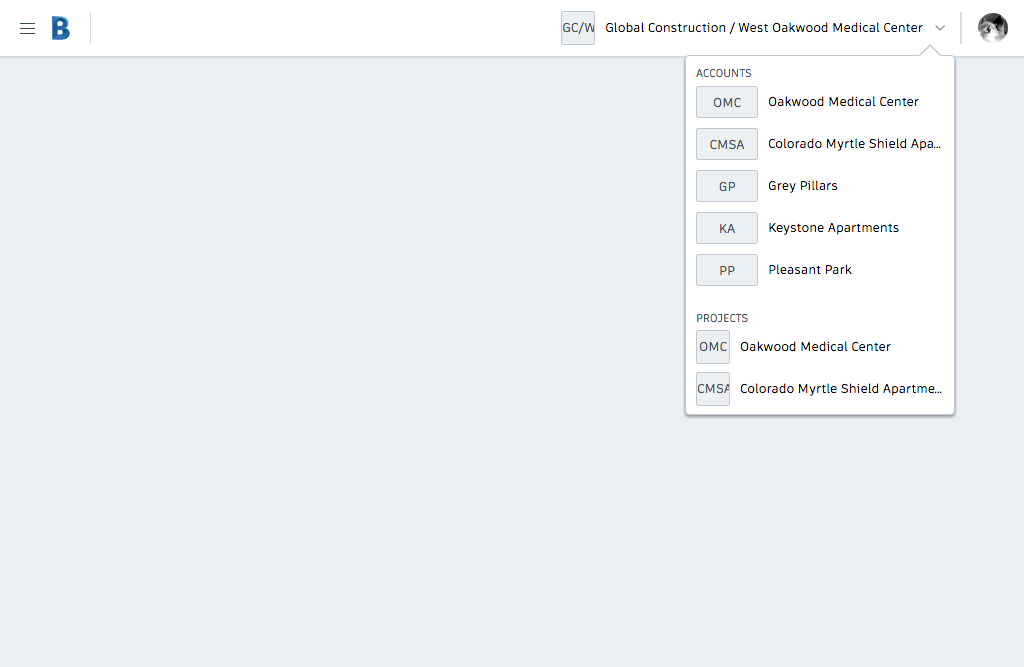 B
GC/W Global Construction / West Oakwood Medical Center
ACCOUNTS
OMC Oakwood Medical Center
CMSA Colorado Myrtle Shield Apa...
GP Grey Pillars
KA Keystone Apartments
PP Pleasant Park
PROJECTS
OMC Oakwood Medical Center
CMSA Colorado Myrtle Shield Apartme...